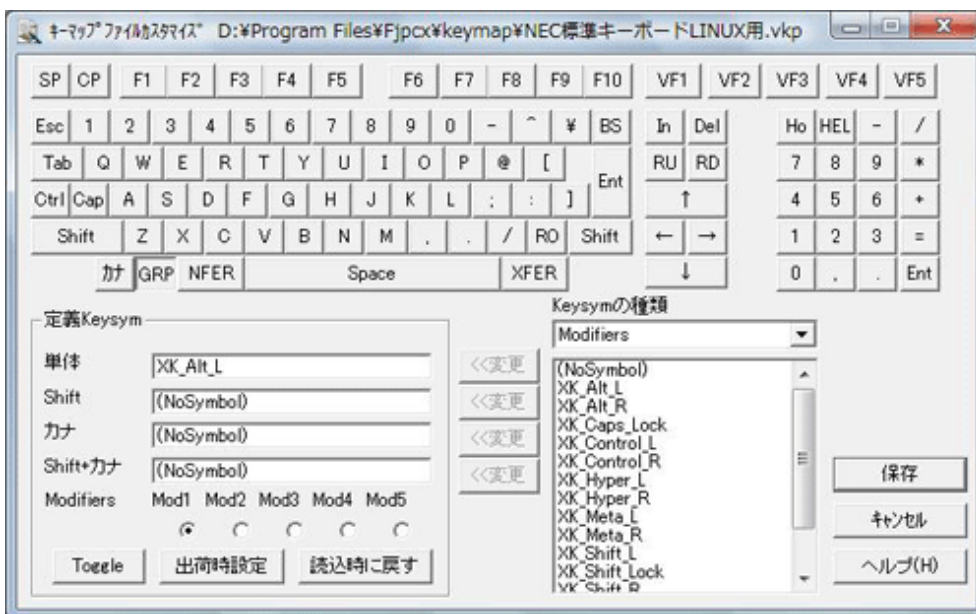 ｷｰﾏｯﾌﾟﾌｧｲﾙｶｽﾀﾏｲｽﾞ D:¥Program Files¥Fjpcx¥keymap¥NEC標準キーボードLINUX用.vkp
SP CP F1 F2 F3 F4 F5 F6 F7 F8 F9 F10 VF1 VF2 VF3 VF4 VF5
Esc 1 2 3 4 5 6 7 8 9 0 - ^ ¥ BS In Del Ho HEL - /
Tab Q W E R T Y U I O P @ [ RU RD 7 8 9 *
Ent
Ctrl Cap A S D F G H J K L ; : ] ↑ 4 5 6 +
Shift Z X C V B N M , . / RO Shift ← → 1 2 3 =
ｶﾅ GRP NFER Space XFER ↓ 0 , . Ent
定義Keysym
単体 XK_Alt_L <<変更
Shift (NoSymbol) <<変更
カナ (NoSymbol) <<変更
Shift+カナ (NoSymbol) <<変更
Modifiers Mod1 Mod2 Mod3 Mod4 Mod5
Toggle 出荷時設定 読込時に戻す
Keysymの種類
Modifiers
(NoSymbol)
XK_Alt_L
XK_Alt_R
XK_Caps_Lock
XK_Control_L
XK_Control_R
XK_Hyper_L
XK_Hyper_R
XK_Meta_L
XK_Meta_R
XK_Shift_L
XK_Shift_Lock
XK_Shift_R
保存
ｷｬﾝｾﾙ
ヘルプ(H)